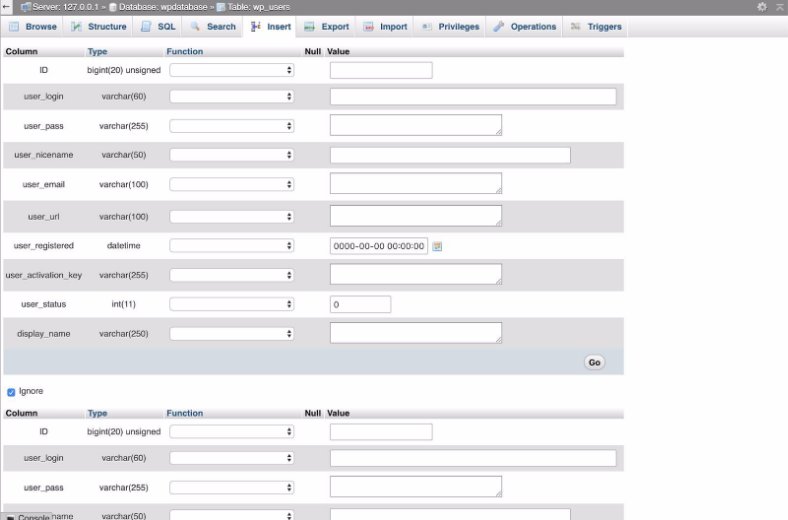 Server: 127.0.0.1 » Database: wpdatabase » Table: wp_users
Browse Structure SQL Search Insert Export Import Privileges Operations Triggers
Column Type Function Null Value
ID bigint(20) unsigned
user_login varchar(60)
user_pass varchar(255)
user_nicename varchar(50)
user_email varchar(100)
user_url varchar(100)
user_registered datetime 0000-00-00 00:00:00
user_activation_key varchar(255)
user_status int(11) 0
display_name varchar(250)
Go
Ignore
Column Type Function Null Value
ID bigint(20) unsigned
user_login varchar(60)
user_pass varchar(255)
name varchar(50)
Console